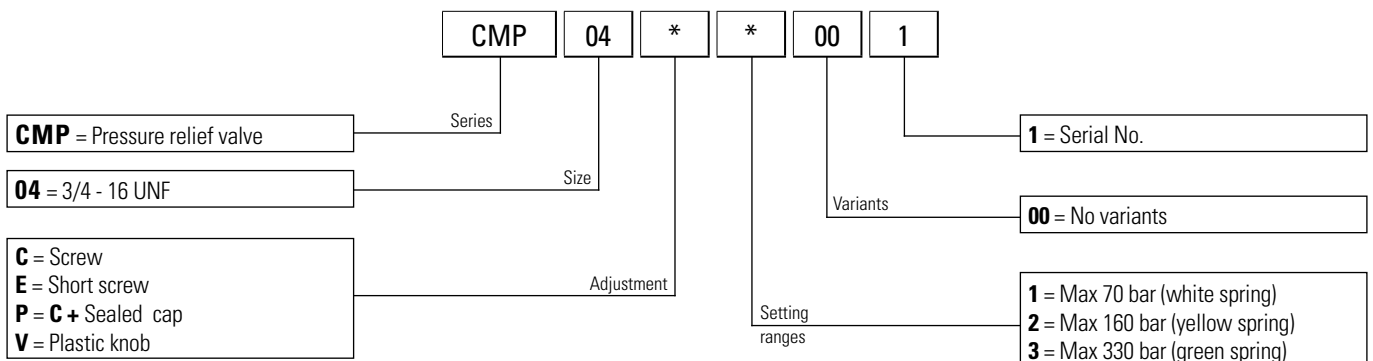 CMP 04 * * 00 1
Series
CMP = Pressure relief valve
Size
04 = 3/4 - 16 UNF
Adjustment
C = Screw
E = Short screw
P = C + Sealed cap
V = Plastic knob
1 = Serial No.
Variants
00 = No variants
Setting
ranges
1 = Max 70 bar (white spring)
2 = Max 160 bar (yellow spring)
3 = Max 330 bar (green spring)